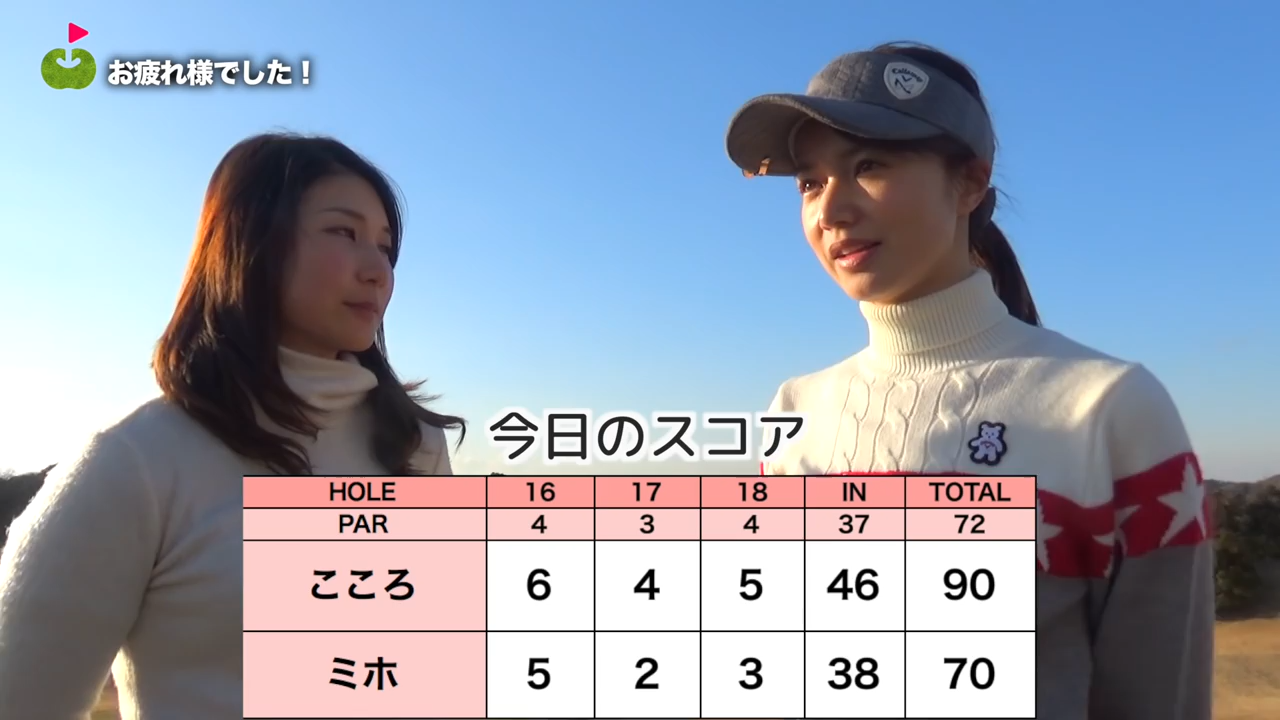 お疲れ様でした！
Callaway
今日のスコア
HOLE 16 17 18 IN TOTAL
PAR 4 3 4 37 72
こころ 6 4 5 46 90
ミホ 5 2 3 38 70